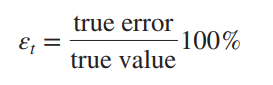 εₜ = true error / true value 100%